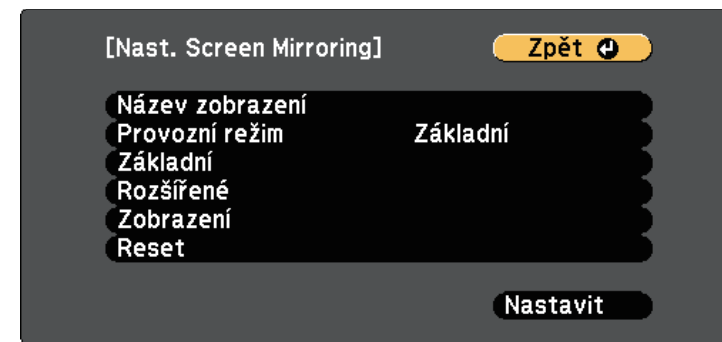 [Nast. Screen Mirroring] Zpět
Název zobrazení
Provozní režim Základní
Základní
Rozšířené
Zobrazení
Reset
Nastavit